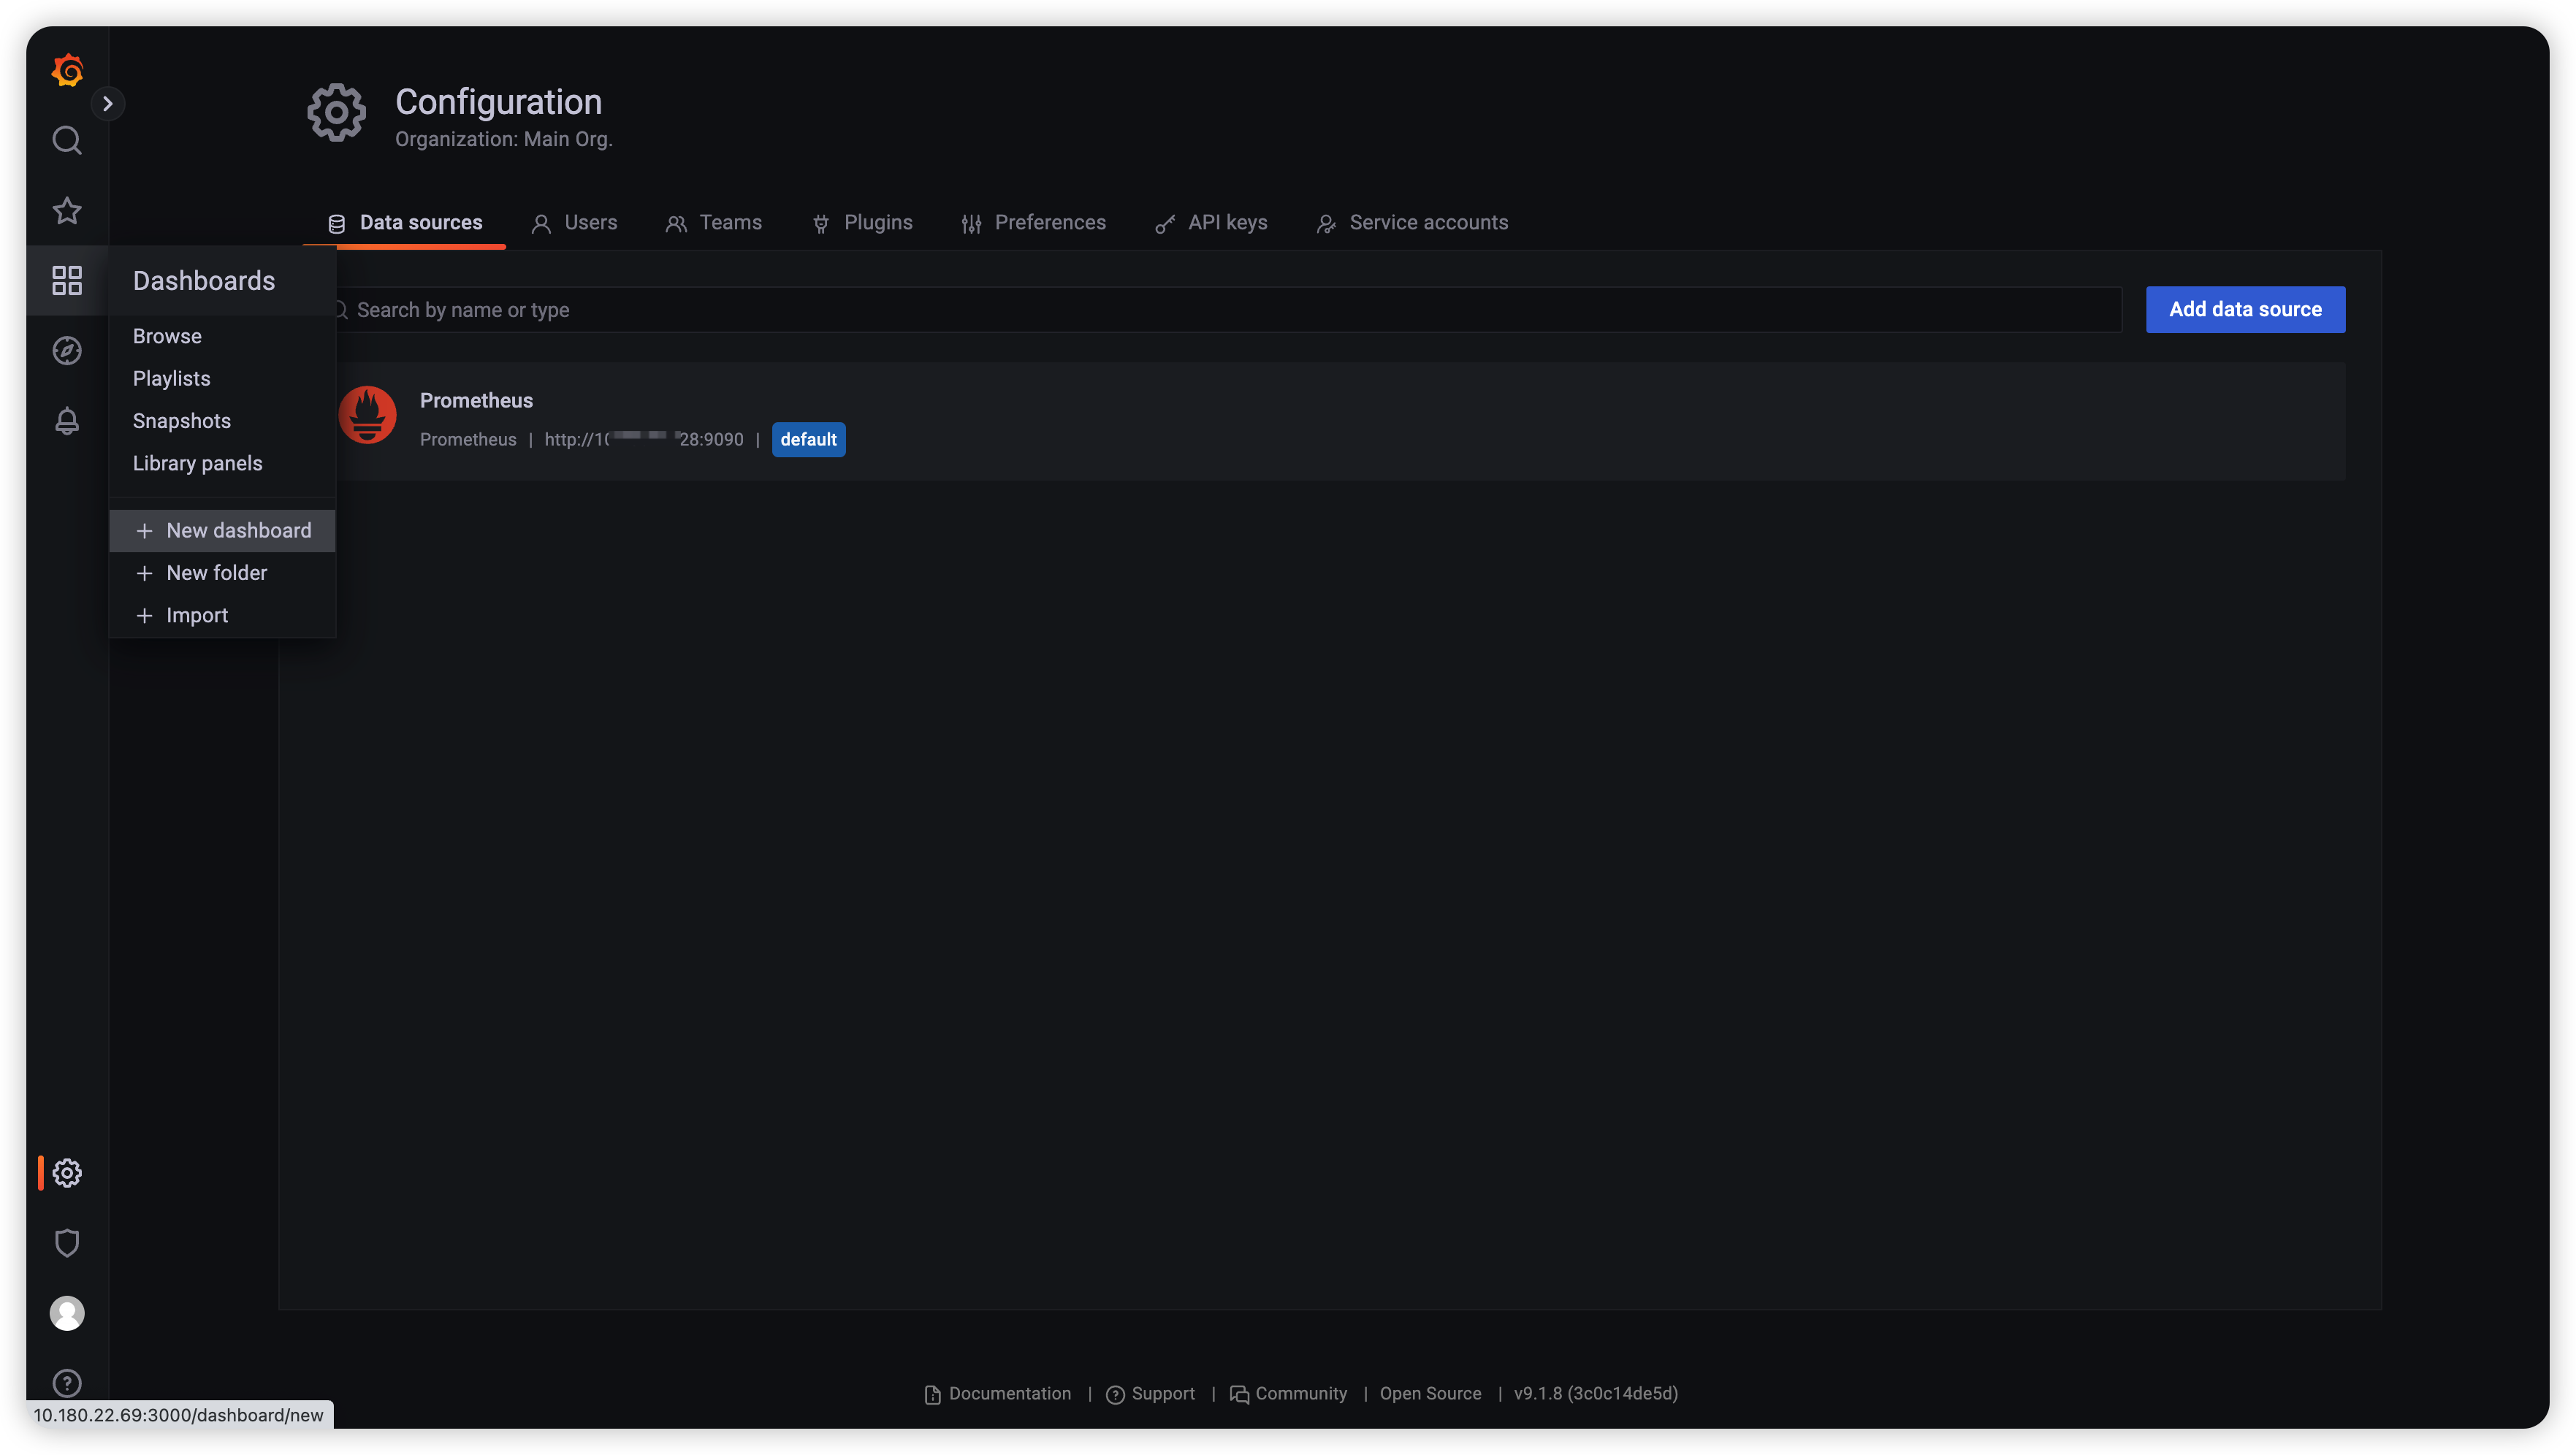 Configuration
Organization: Main Org.
Data sources
Users
Teams
Plugins
Preferences
API keys
Service accounts
Dashboards
Browse
Playlists
Snapshots
Library panels
New dashboard
New folder
Import
Search by name or type
Add data source
Prometheus
Prometheus | http://10 28:9090 | default
Documentation | Support | Community | Open Source | v9.1.8 (3c0c14de5d)
10.180.22.69:3000/dashboard/new